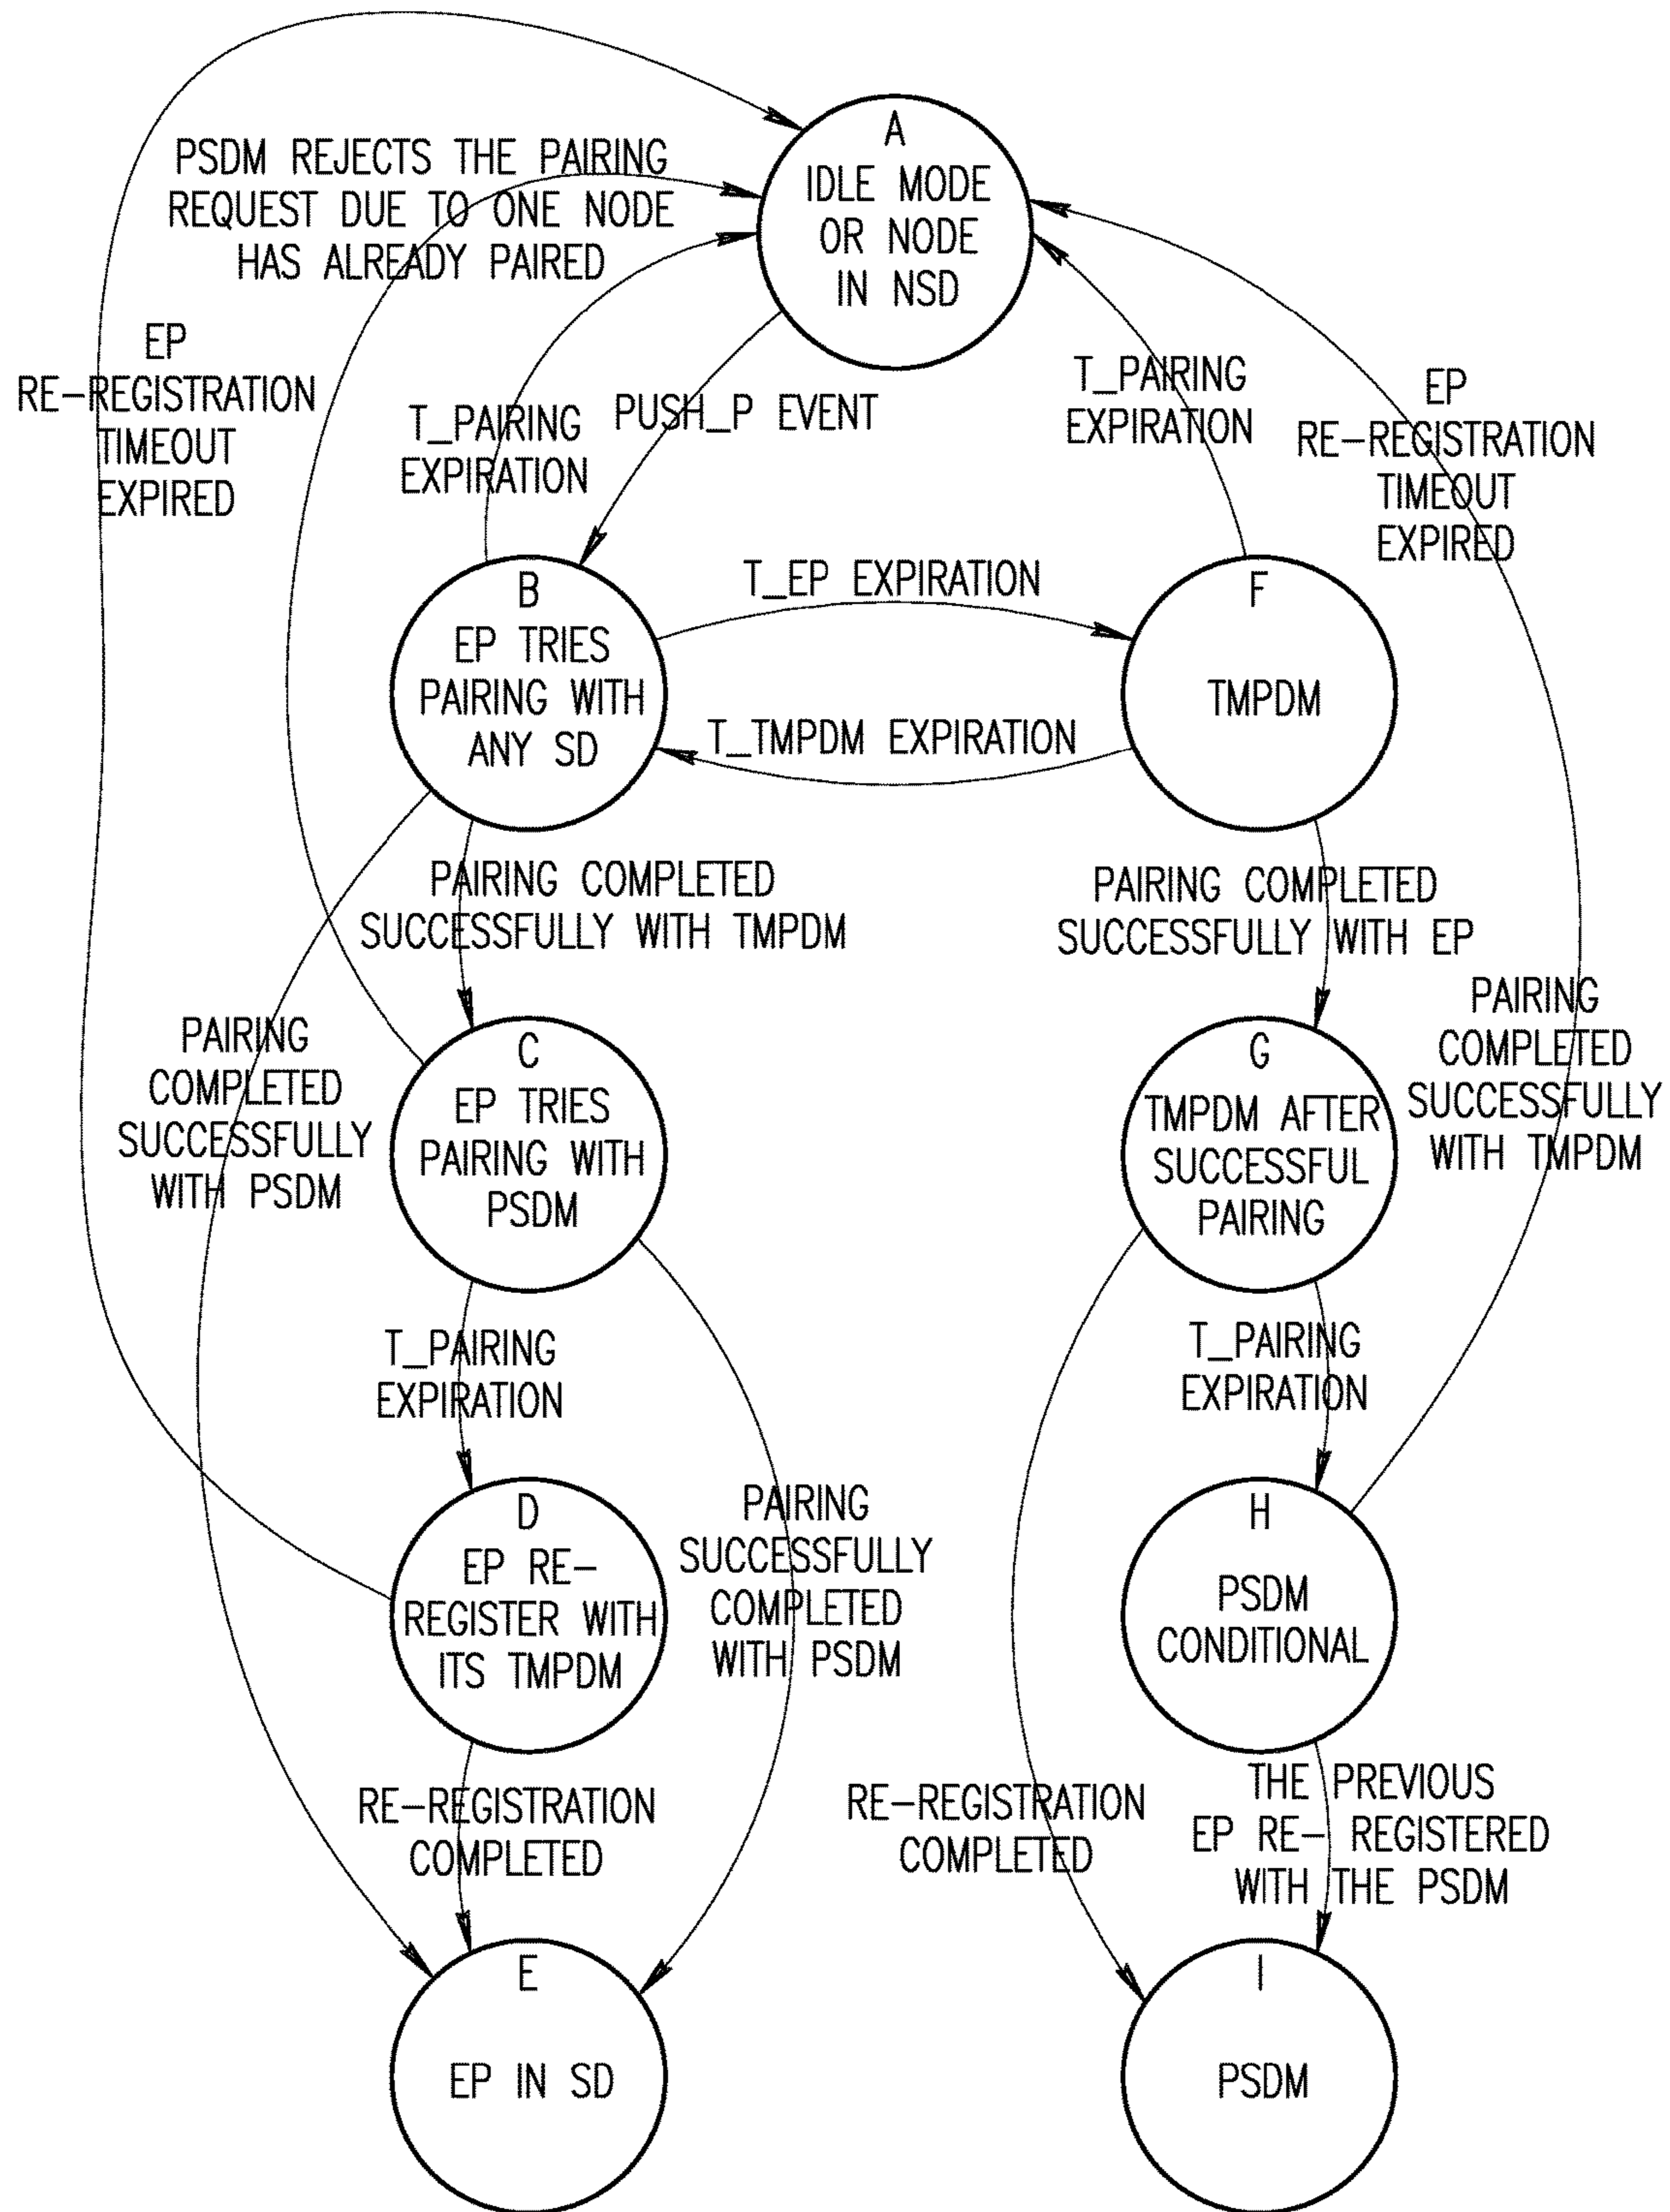 A
IDLE MODE
OR NODE
IN NSD
PSDM REJECTS THE PAIRING
REQUEST DUE TO ONE NODE
HAS ALREADY PAIRED
EP
RE-REGISTRATION
TIMEOUT
EXPIRED
T_PAIRING
EXPIRATION
PUSH_P EVENT
T_PAIRING
EXPIRATION
EP
RE-REGISTRATION
TIMEOUT
EXPIRED
B
EP TRIES
PAIRING WITH
ANY SD
T_EP EXPIRATION
T_TMPDM EXPIRATION
F
TMPDM
PAIRING COMPLETED
SUCCESSFULLY WITH TMPDM
PAIRING COMPLETED
SUCCESSFULLY WITH EP
PAIRING
COMPLETED
SUCCESSFULLY
WITH PSDM
C
EP TRIES
PAIRING WITH
PSDM
G
TMPDM AFTER
SUCCESSFUL
PAIRING
PAIRING
COMPLETED
SUCCESSFULLY
WITH TMPDM
T_PAIRING
EXPIRATION
T_PAIRING
EXPIRATION
D
EP RE-
REGISTER WITH
ITS TMPDM
PAIRING
SUCCESSFULLY
COMPLETED
WITH PSDM
H
PSDM
CONDITIONAL
RE-REGISTRATION
COMPLETED
RE-REGISTRATION
COMPLETED
THE PREVIOUS
EP RE- REGISTERED
WITH THE PSDM
E
EP IN SD
I
PSDM